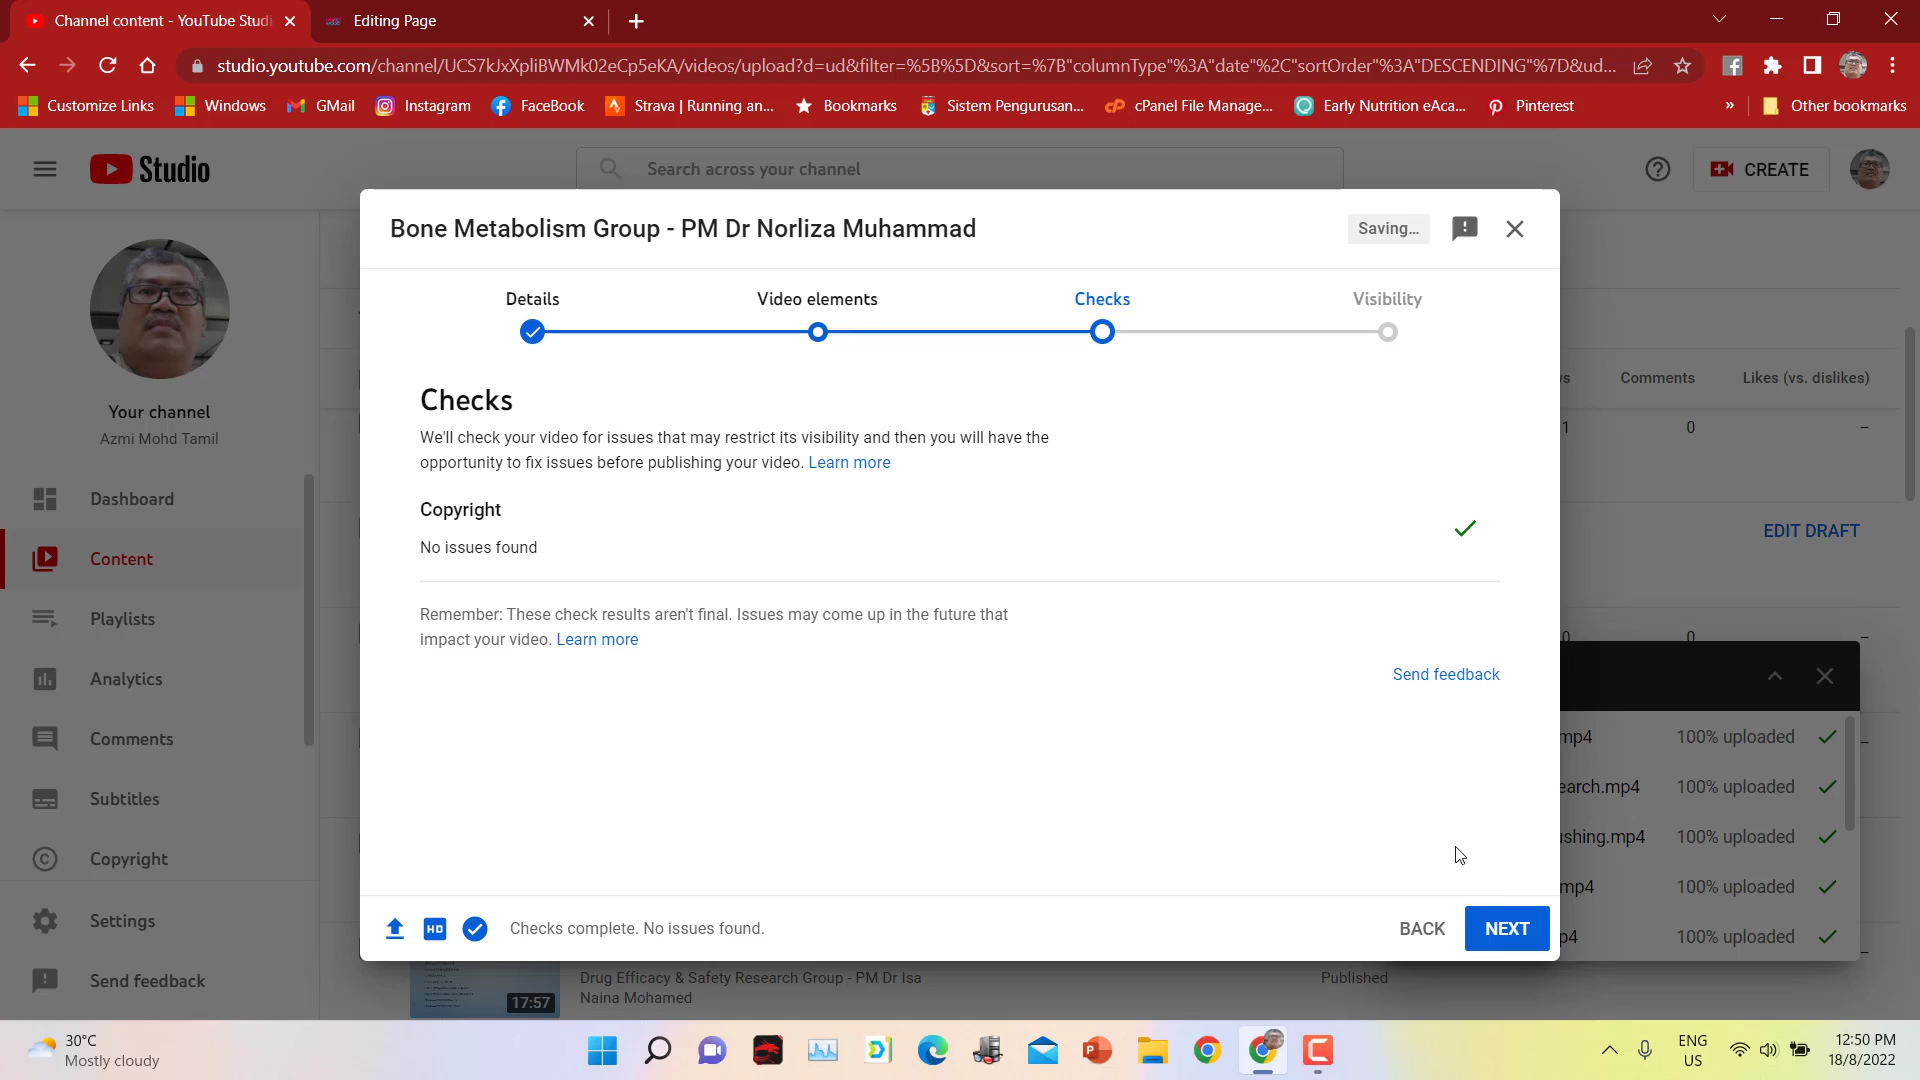 Channel content - YouTube Studi
Editing Page
studio.youtube.com/channel/UCS7kJxXpliBWMk02eCp5eKA/videos/upload?d=ud&filter=%5B%5D&sort=%7B"columnType"%3A"date"%2C"sortOrder"%3A"DESCENDING"%7D&ud...
Customize Links
Windows
GMail
Instagram
FaceBook
Strava | Running an...
Bookmarks
Sistem Pengurusan...
cPanel File Manage...
Early Nutrition eAca...
Pinterest
»
Other bookmarks
Studio
Search across your channel
CREATE
Bone Metabolism Group - PM Dr Norliza Muhammad
Saving...
Details
Video elements
Checks
Visibility
Your channel
Azmi Mohd Tamil
Dashboard
Content
Playlists
Analytics
Comments
Subtitles
Copyright
Settings
Send feedback
Checks
We'll check your video for issues that may restrict its visibility and then you will have the
opportunity to fix issues before publishing your video. Learn more
Copyright
No issues found
Remember: These check results aren't final. Issues may come up in the future that
impact your video. Learn more
Send feedback
HD
Checks complete. No issues found.
BACK
NEXT
vs
Comments
Likes (vs. dislikes)
1
0
–
EDIT DRAFT
0
0
–
mp4
100% uploaded
earch.mp4
100% uploaded
ushing.mp4
100% uploaded
mp4
100% uploaded
p4
100% uploaded
17:57
Drug Efficacy & Safety Research Group - PM Dr Isa
Naina Mohamed
Published
30°C
Mostly cloudy
ENG
US
12:50 PM
18/8/2022